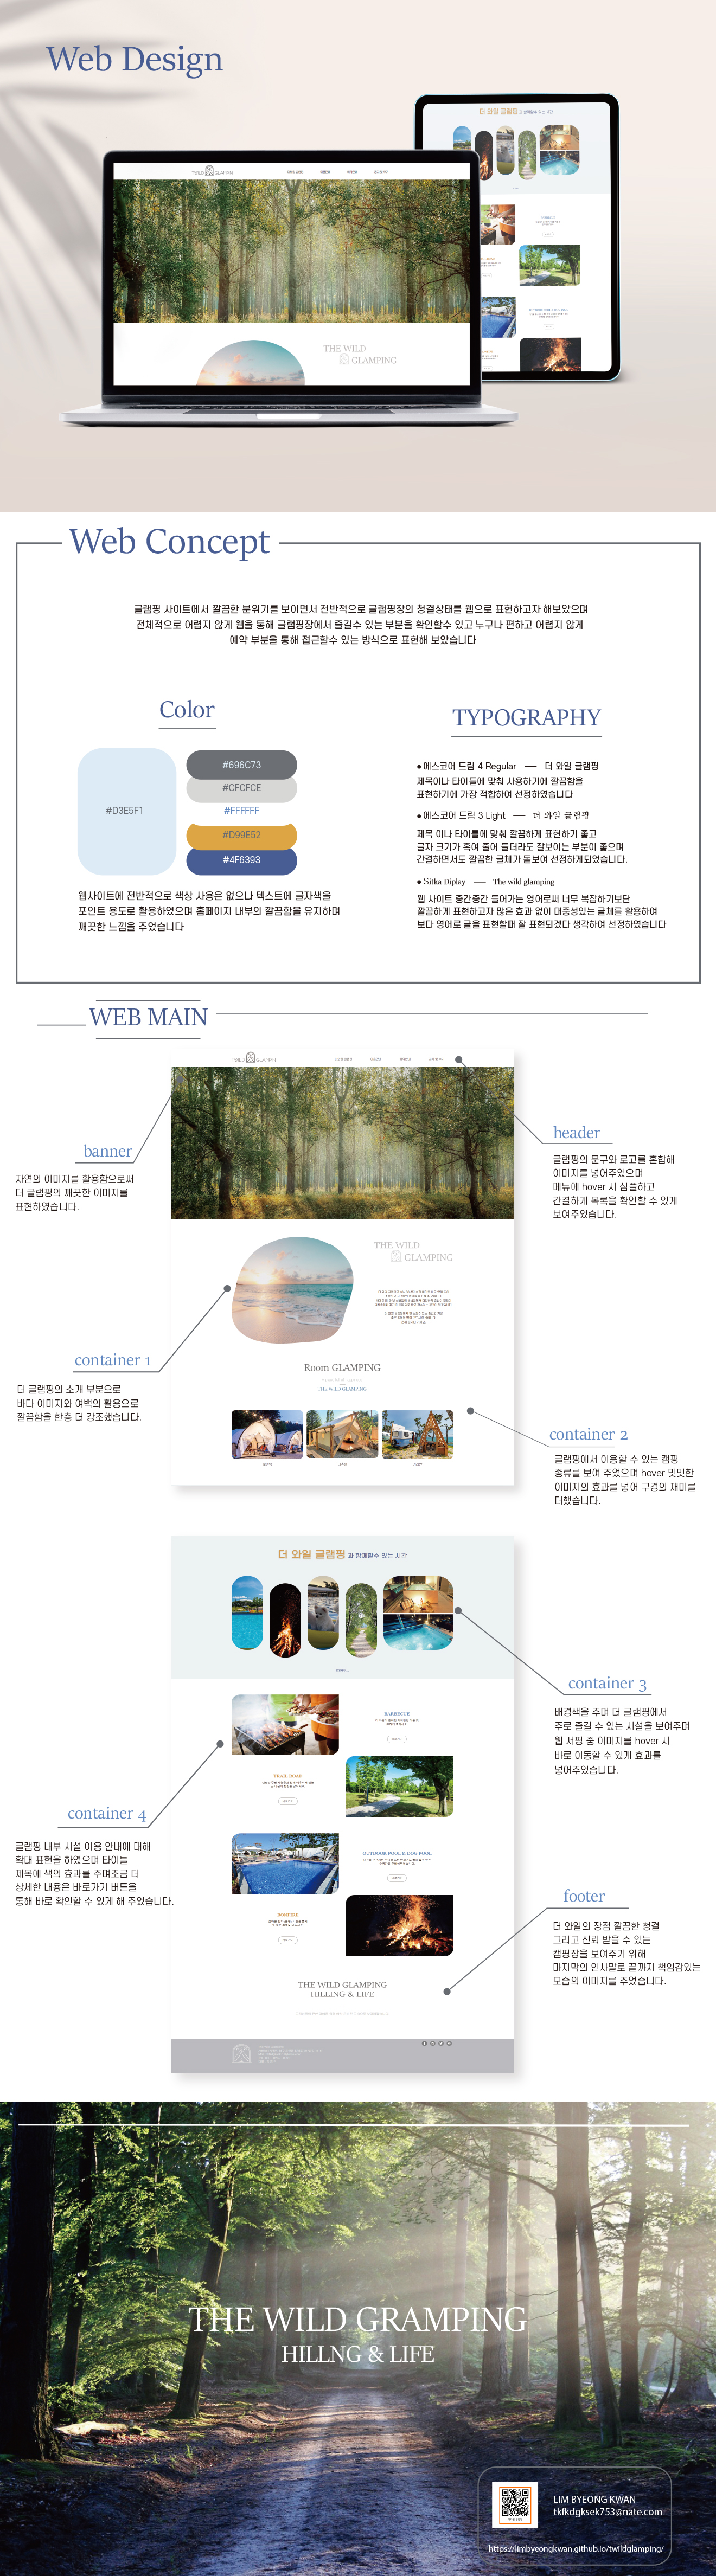 Web Design
TWILD GLAMPIN
더 와일 글램핑 과 함께할수 있는 시간
THE WILD
GLAMPING
Web Concept
글램핑 사이트에서 깔끔한 분위기를 보이면서 전반적으로 글램핑장의 청결상태를 웹으로 표현하고자 해보았으며
전체적으로 어렵지 않게 웹을 통해 글램핑장에서 즐길수 있는 부분을 확인할수 있고 누구나 편하고 어렵지 않게
예약 부분을 통해 접근할수 있는 방식으로 표현해 보았습니다
Color
#D3E5F1
#696C73
#CFCFCE
#FFFFFF
#D99E52
#4F6393
웹사이트에 전반적으로 색상 사용은 없으나 텍스트에 글자색을
포인트 용도로 활용하였으며 홈페이지 내부의 깔끔함을 유지하며
깨끗한 느낌을 주었습니다
TYPOGRAPHY
● 에스코어 드림 4 Regular — 더 와일 글램핑
제목이나 타이틀에 맞춰 사용하기에 깔끔함을
표현하기에 가장 적합하여 선정하였습니다
● 에스코어 드림 3 Light — 더 와일 글램핑
제목 이나 타이틀에 맞춰 깔끔하게 표현하기 좋고
글자 크기가 혹여 줄어 들더라도 잘보이는 부분이 좋으며
간결하면서도 깔끔한 글체가 돋보여 선정하게되었습니다.
● Sitka Diplay — The wild glamping
웹 사이트 중간중간 들어가는 영어로써 너무 복잡하기보단
깔끔하게 표현하고자 많은 효과 없이 대중성있는 글체를 활용하여
보다 영어로 글을 표현할때 잘 표현되겠다 생각하여 선정하였습니다
WEB MAIN
TWILD GLAMPIN
banner
자연의 이미지를 활용함으로써
더 글램핑의 깨끗한 이미지를
표현하였습니다.
header
글램핑의 문구와 로고를 혼합해
이미지를 넣어주었으며
메뉴에 hover 시 심플하고
간결하게 목록을 확인할 수 있게
보여주었습니다.
THE WILD
GLAMPING
container 1
더 글램핑의 소개 부분으로
바다 이미지와 여백의 활용으로
깔끔함을 한층 더 강조했습니다.
Room GLAMPING
THE WILD GLAMPING
container 2
글램핑에서 이용할 수 있는 캠핑
종류를 보여 주었으며 hover 밋밋한
이미지의 효과를 넣어 구경의 재미를
더했습니다.
더 와일 글램핑 과 함께할수 있는 시간
container 3
배경색을 주며 더 글램핑에서
주로 즐길 수 있는 시설을 보여주며
웹 서핑 중 이미지를 hover 시
바로 이동할 수 있게 효과를
넣어주었습니다.
BARBECUE
TRAIL ROAD
container 4
글램핑 내부 시설 이용 안내에 대해
확대 표현을 하였으며 타이틀
제목에 색의 효과를 주며조금 더
상세한 내용은 바로가기 버튼을
통해 바로 확인할 수 있게 해 주었습니다.
OUTDOOR POOL & DOG POOL
BONFIRE
footer
더 와일의 장점 깔끔한 청결
그리고 신뢰 받을 수 있는
캠핑장을 보여주기 위해
마지막의 인사말로 끝까지 책임감있는
모습의 이미지를 주었습니다.
THE WILD GLAMPING
HILLING & LIFE
THE WILD GRAMPING
HILLNG & LIFE
LIM BYEONG KWAN
tkfkdgksek753@nate.com
https://limbyeongkwan.github.io/twildglamping/